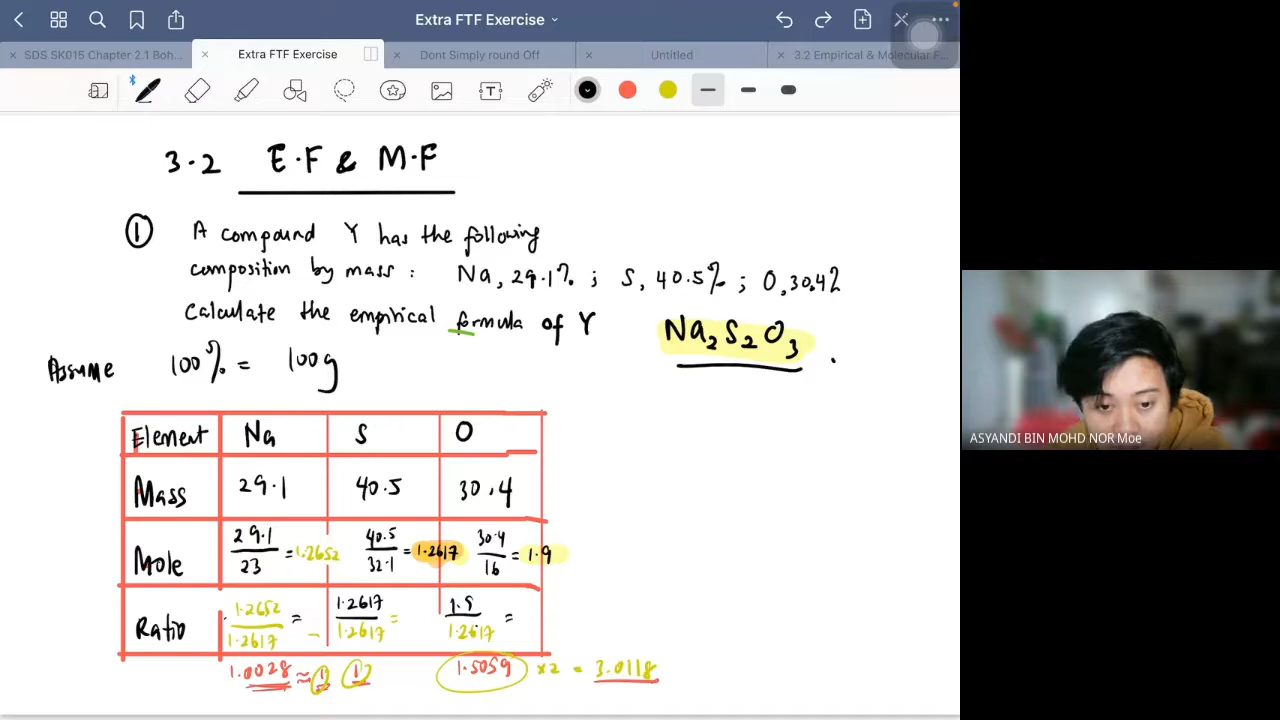 Extra FTF Exercise
SDS SK015 Chapter 2.1 Boh...
Extra FTF Exercise
Dont Simply round Off
Untitled
3.2 Empirical & Molecular F...
3.2 E.F & M.F
① A compound Y has the following
composition by mass : Na, 29.1% ; S, 40.5% ; O, 30.4%
Calculate the empirical formula of Y
Na₂S₂O₃
Assume 100% = 100g
Element Na S O
Mass 29.1 40.5 30.4
Mole 29.1/23 = 1.2652 40.5/32.1 = 1.2617 30.4/16 = 1.9
Ratio 1.2652/1.2617 = 1.2617/1.2617 = 1.9/1.2617 =
1.0028 ≈ 1 1 1.5059 x2 = 3.0118
ASYANDI BIN MOHD NOR Moe